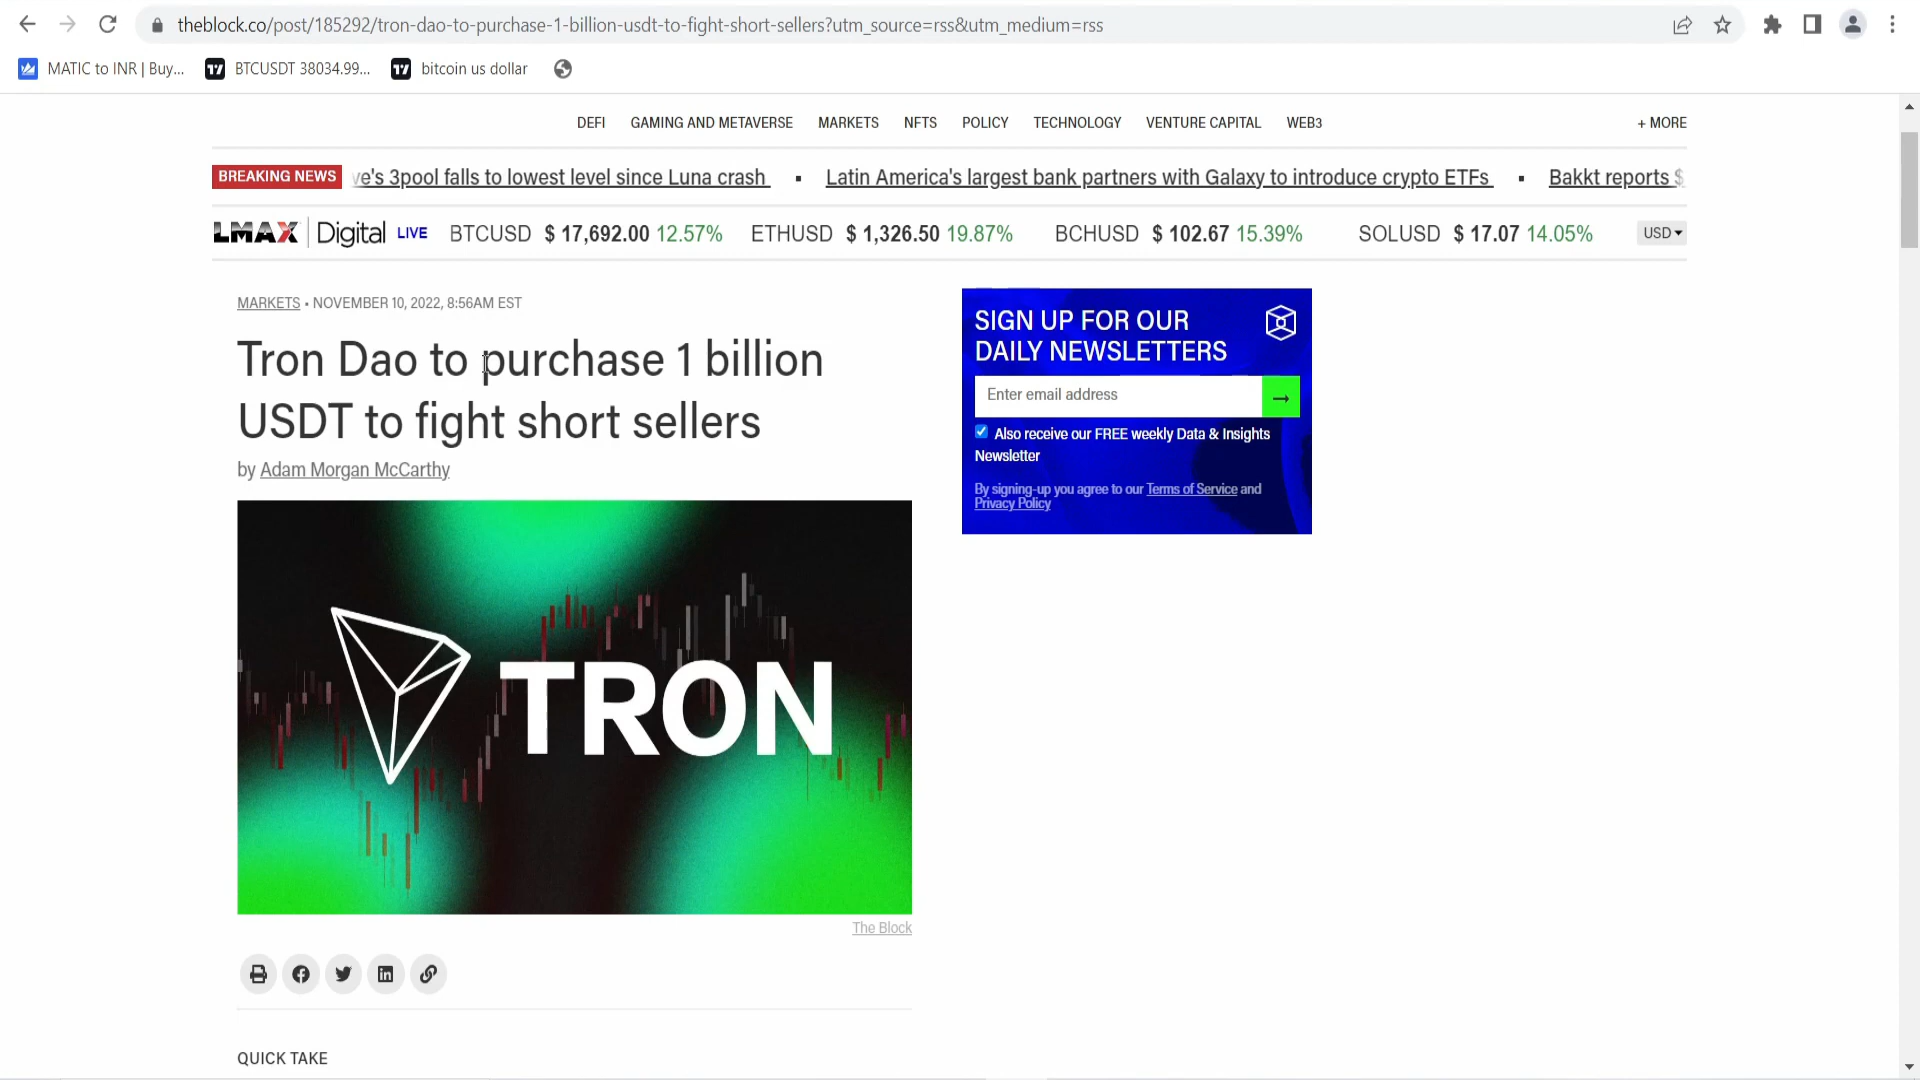 theblock.co/post/185292/tron-dao-to-purchase-1-billion-usdt-to-fight-short-sellers?utm_source=rss&utm_medium=rss
MATIC to INR | Buy... BTCUSDT 38034.99... bitcoin us dollar
DEFI GAMING AND METAVERSE MARKETS NFTS POLICY TECHNOLOGY VENTURE CAPITAL WEB3 + MORE
BREAKING NEWS ve's 3pool falls to lowest level since Luna crash ▪ Latin America's largest bank partners with Galaxy to introduce crypto ETFs ▪ Bakkt reports $
LMAX Digital LIVE BTCUSD $ 17,692.00 12.57% ETHUSD $ 1,326.50 19.87% BCHUSD $ 102.67 15.39% SOLUSD $ 17.07 14.05% USD
MARKETS • NOVEMBER 10, 2022, 8:56AM EST
Tron Dao to purchase 1 billion
USDT to fight short sellers
by Adam Morgan McCarthy
TRON
The Block
QUICK TAKE
SIGN UP FOR OUR
DAILY NEWSLETTERS
Enter email address →
Also receive our FREE weekly Data & Insights
Newsletter
By signing-up you agree to our Terms of Service and
Privacy Policy